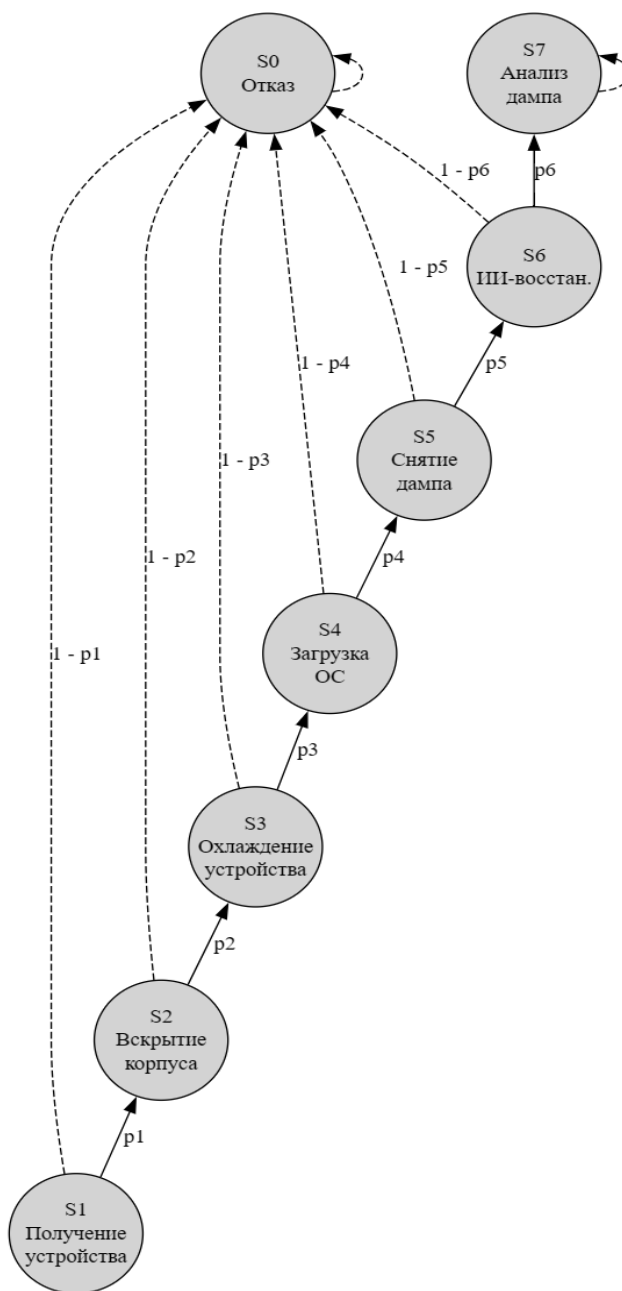 S0
Отказ
S7
Анализ
дампа
1 - p6
p6
S6
ИИ-восстан.
1 - p5
p5
1 - p4
S5
Снятие
дампа
1 - p3
p4
1 - p2
S4
Загрузка
ОС
1 - p1
p3
S3
Охлаждение
устройства
p2
S2
Вскрытие
корпуса
p1
S1
Получение
устройства